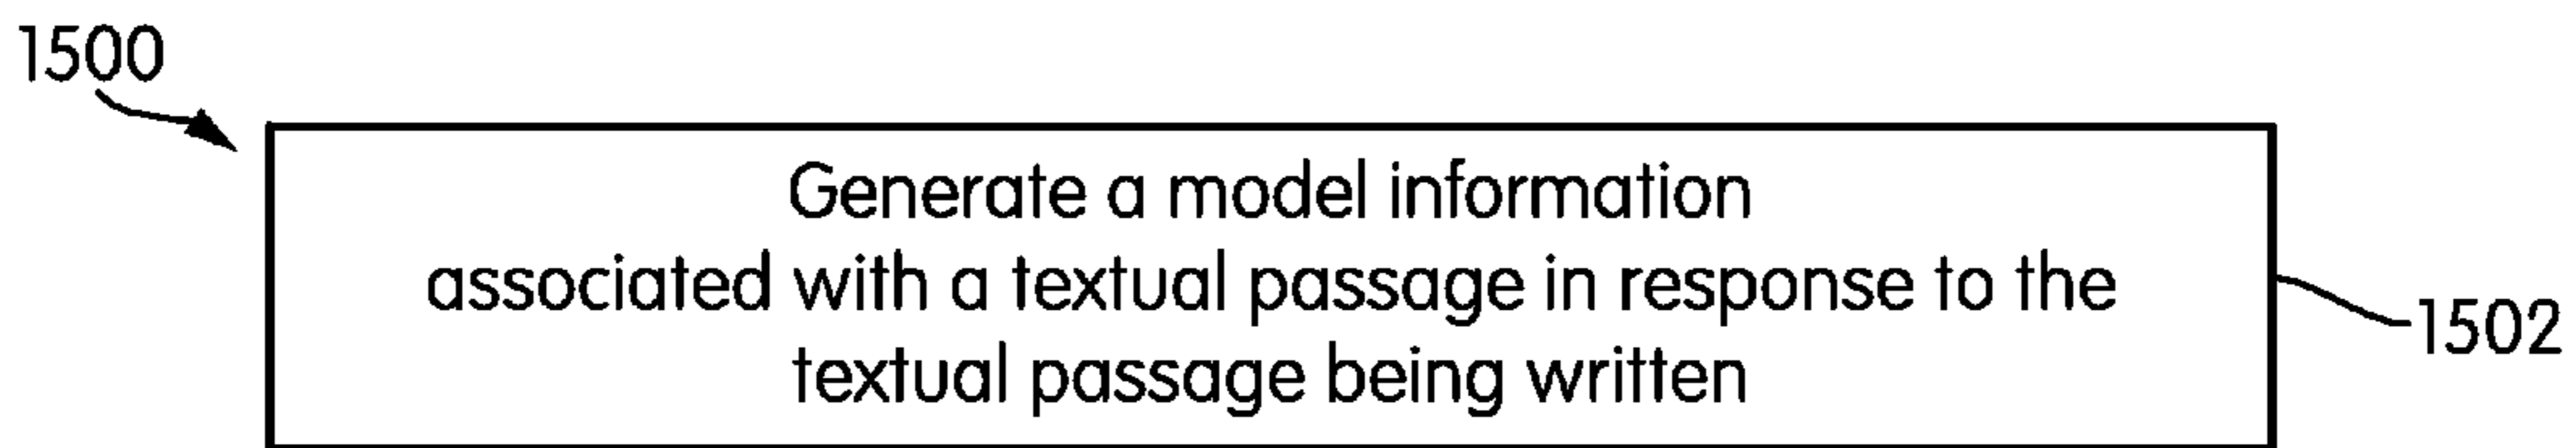 1500
Generate a model information
associated with a textual passage in response to the
textual passage being written
1502